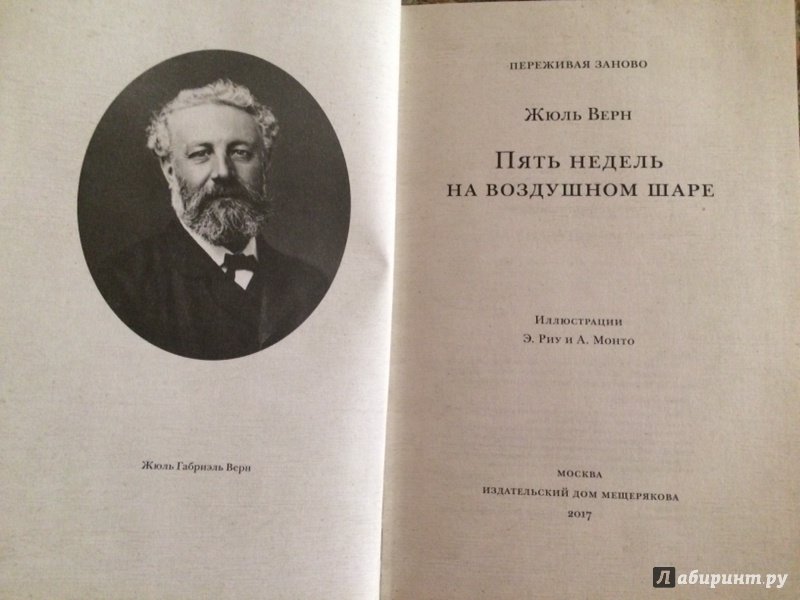 Жюль Габриэль Верн
ПЕРЕЖИВАЯ ЗАНОВО
Жюль Верн
Пять недель
на воздушном шаре
Иллюстрации
Э. Риу и А. Монто
МОСКВА
ИЗДАТЕЛЬСКИЙ ДОМ МЕЩЕРЯКОВА
2017
Лабиринт.ру